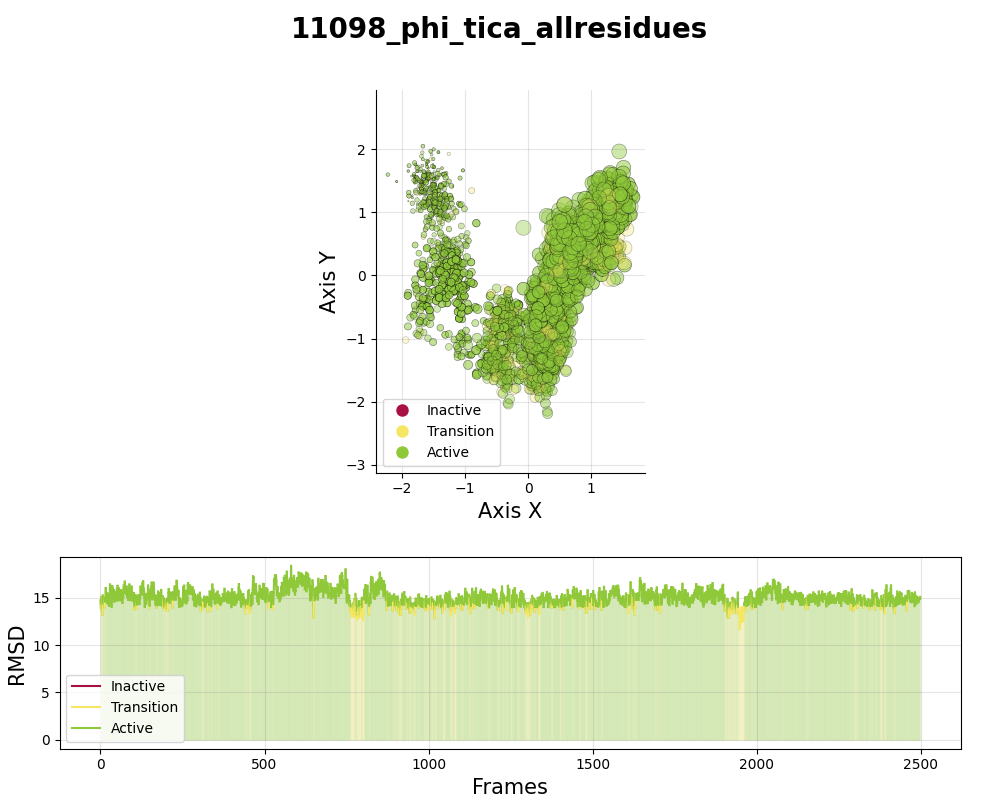 11098_phi_tica_allresidues
2
1
0
−1
−2
−3
Axis Y
Inactive
Transition
Active
−2
−1
0
1
Axis X
15
10
5
0
RMSD
Inactive
Transition
Active
0
500
1000
1500
2000
2500
Frames